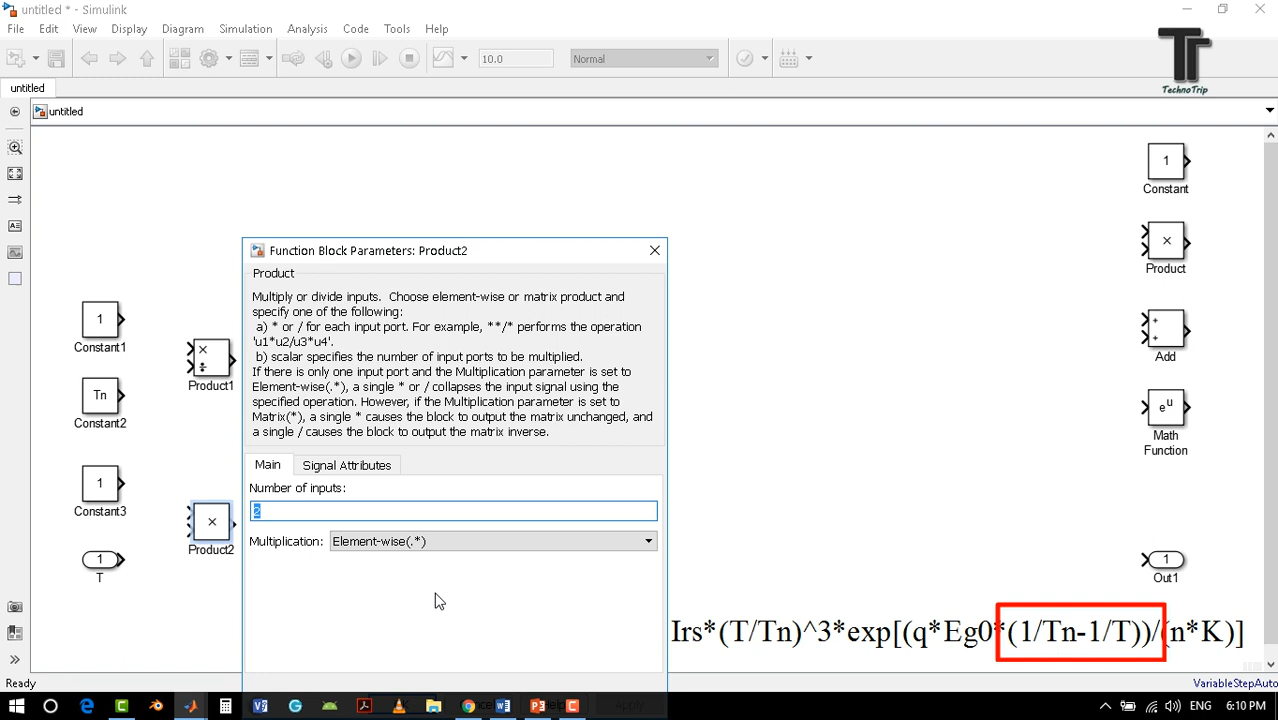 untitled * - Simulink
File Edit View Display Diagram Simulation Analysis Code Tools Help
10.0
Normal
TechnoTrip
untitled
untitled
1
Constant
×
Product
Function Block Parameters: Product2
Product
Multiply or divide inputs. Choose element-wise or matrix product and
specify one of the following:
a) * or / for each input port. For example, **/* performs the operation
'u1*u2/u3*u4'.
b) scalar specifies the number of input ports to be multiplied.
If there is only one input port and the Multiplication parameter is set to
Element-wise(.*), a single * or / collapses the input signal using the
specified operation. However, if the Multiplication parameter is set to
Matrix(*), a single * causes the block to output the matrix unchanged, and
a single / causes the block to output the matrix inverse.
Main Signal Attributes
Number of inputs:
2
Multiplication: Element-wise(.*)
1
Constant1
×
÷
Product1
Tn
Constant2
1
Constant3
×
Product2
1
T
+
+
Add
e^u
Math
Function
1
Out1
Irs*(T/Tn)^3*exp[(q*Eg0*(1/Tn-1/T))/(n*K)]
Ready
VariableStepAuto
ENG 6:10 PM